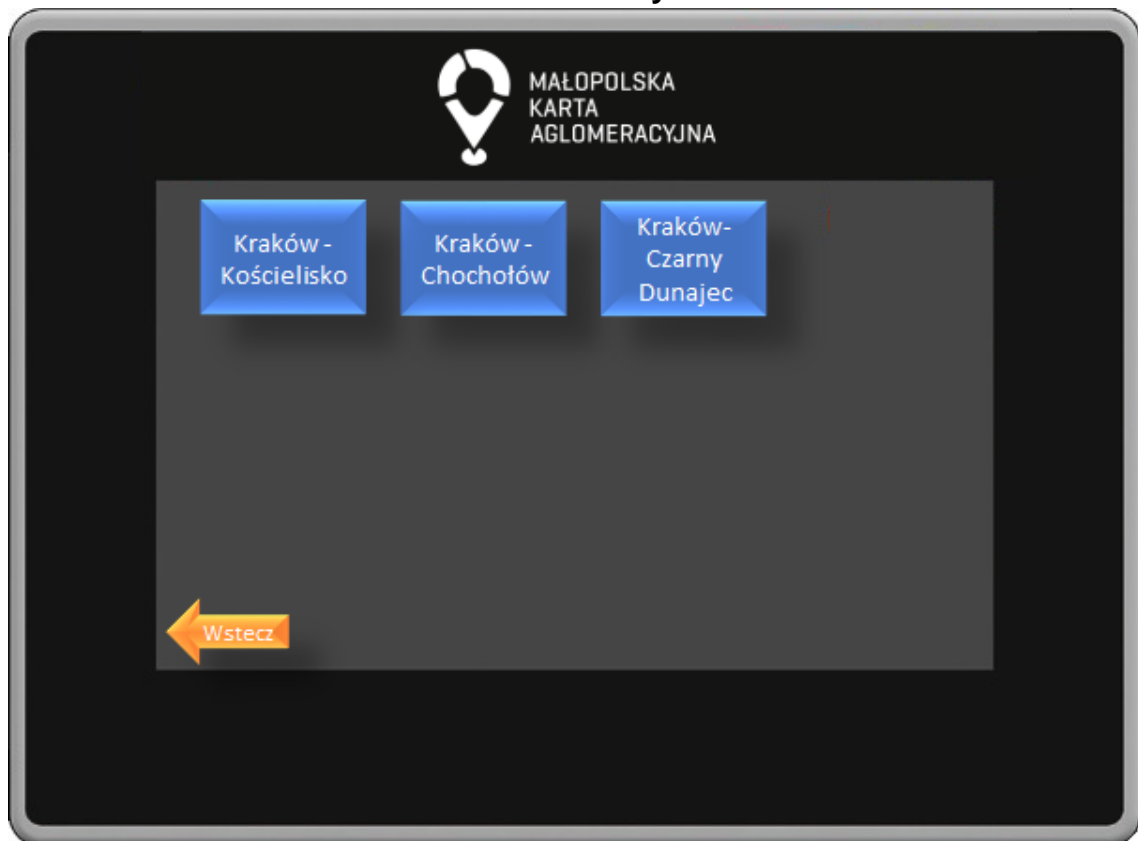 MAŁOPOLSKA
KARTA
AGLOMERACYJNA
Kraków -
Kościelisko
Kraków -
Chochołów
Kraków-
Czarny
Dunajec
Wstecz